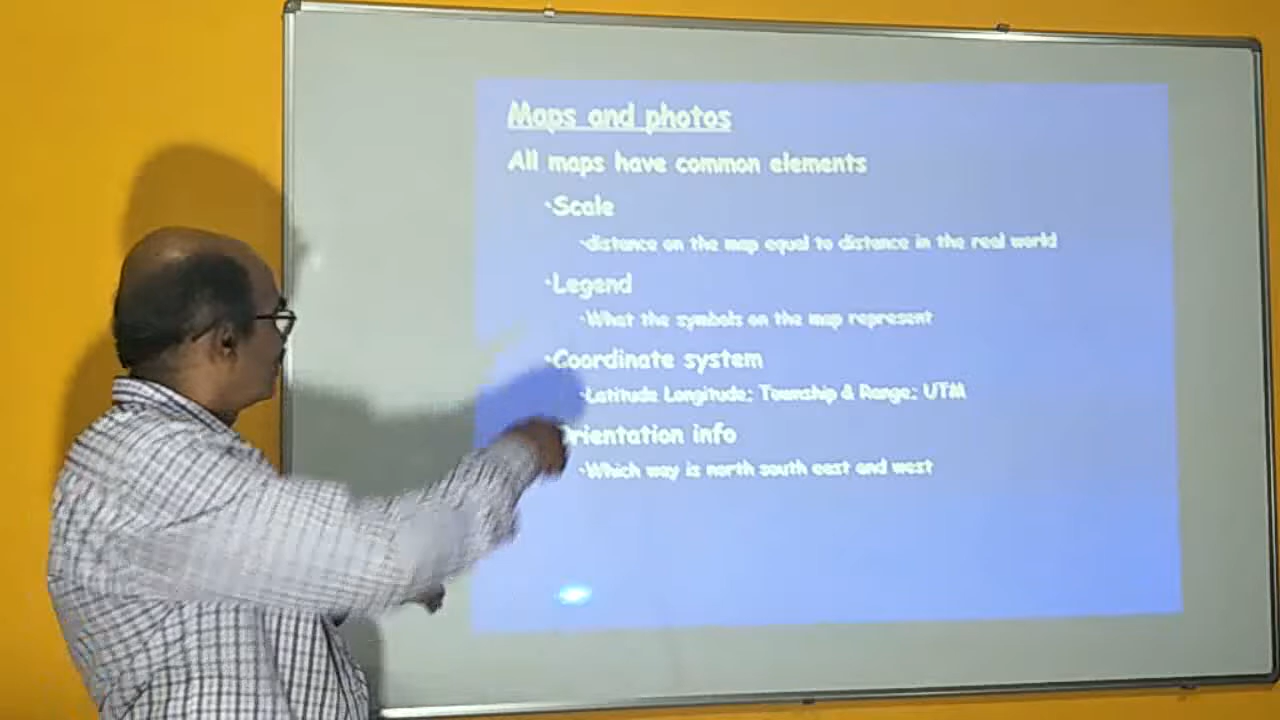 Maps and photos
All maps have common elements
•Scale
•distance on the map equal to distance in the real world
•Legend
•What the symbols on the map represent
•Coordinate system
•Latitude Longitude; Township & Range; UTM
Orientation info
•Which way is north south east and west